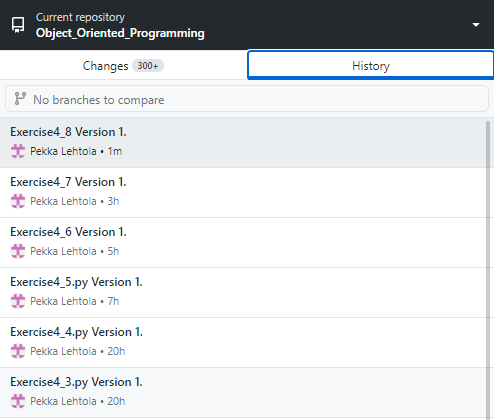 Current repository
Object_Oriented_Programming
Changes 300+ History
No branches to compare
Exercise4_8 Version 1.
Pekka Lehtola • 1m
Exercise4_7 Version 1.
Pekka Lehtola • 3h
Exercise4_6 Version 1.
Pekka Lehtola • 5h
Exercise4_5.py Version 1.
Pekka Lehtola • 7h
Exercise4_4.py Version 1.
Pekka Lehtola • 20h
Exercise4_3.py Version 1.
Pekka Lehtola • 20h